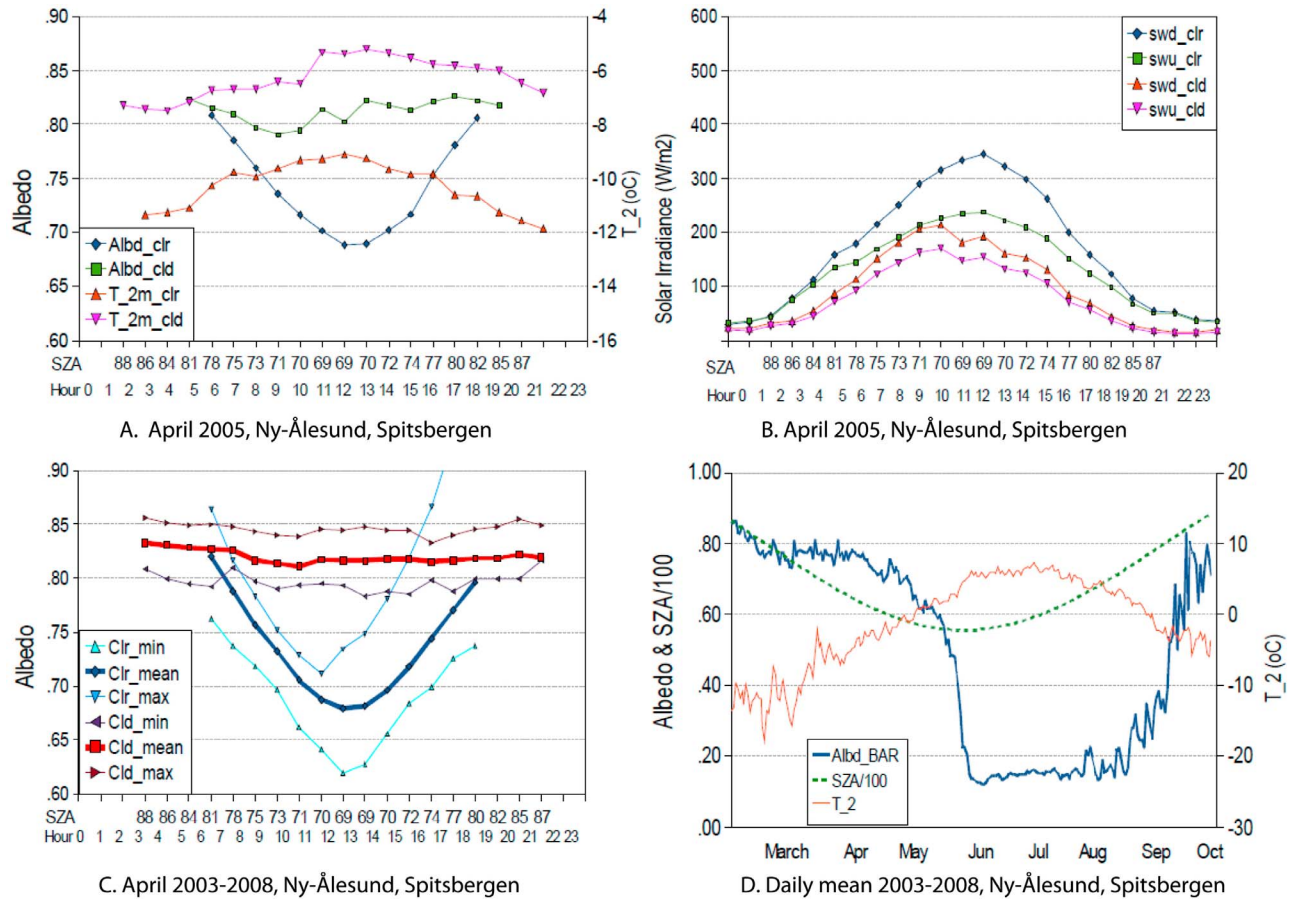 .90
.85
.80
.75
.70
.65
.60
Albedo
-4
-6
-8
-10
-12
-14
-16
T_2 (oC)
Albd_clr
Albd_cld
T_2m_clr
T_2m_cld
SZA 88 86 84 81 78 75 73 71 70 69 69 70 72 74 77 80 82 85 87
Hour 0 1 2 3 4 5 6 7 8 9 10 11 12 13 14 15 16 17 18 19 20 21 22 23
A. April 2005, Ny-Ålesund, Spitsbergen
600
500
400
300
200
100
Solar Irradiance (W/m2)
swd_clr
swu_clr
swd_cld
swu_cld
SZA 88 86 84 81 78 75 73 71 70 69 69 70 72 74 77 80 82 85 87
Hour 0 1 2 3 4 5 6 7 8 9 10 11 12 13 14 15 16 17 18 19 20 21 22 23
B. April 2005, Ny-Ålesund, Spitsbergen
.90
.85
.80
.75
.70
.65
.60
Albedo
Clr_min
Clr_mean
Clr_max
Cld_min
Cld_mean
Cld_max
SZA 88 86 84 81 78 75 73 71 70 69 69 70 72 74 77 80 82 85 87
Hour 0 1 2 3 4 5 6 7 8 9 10 11 12 13 14 15 16 17 18 19 20 21 22 23
C. April 2003-2008, Ny-Ålesund, Spitsbergen
1.00
.80
.60
.40
.20
.00
Albedo & SZA/100
20
10
0
-10
-20
-30
T_2 (oC)
Albd_BAR
SZA/100
T_2
March Apr May Jun Jul Aug Sep Oct
D. Daily mean 2003-2008, Ny-Ålesund, Spitsbergen